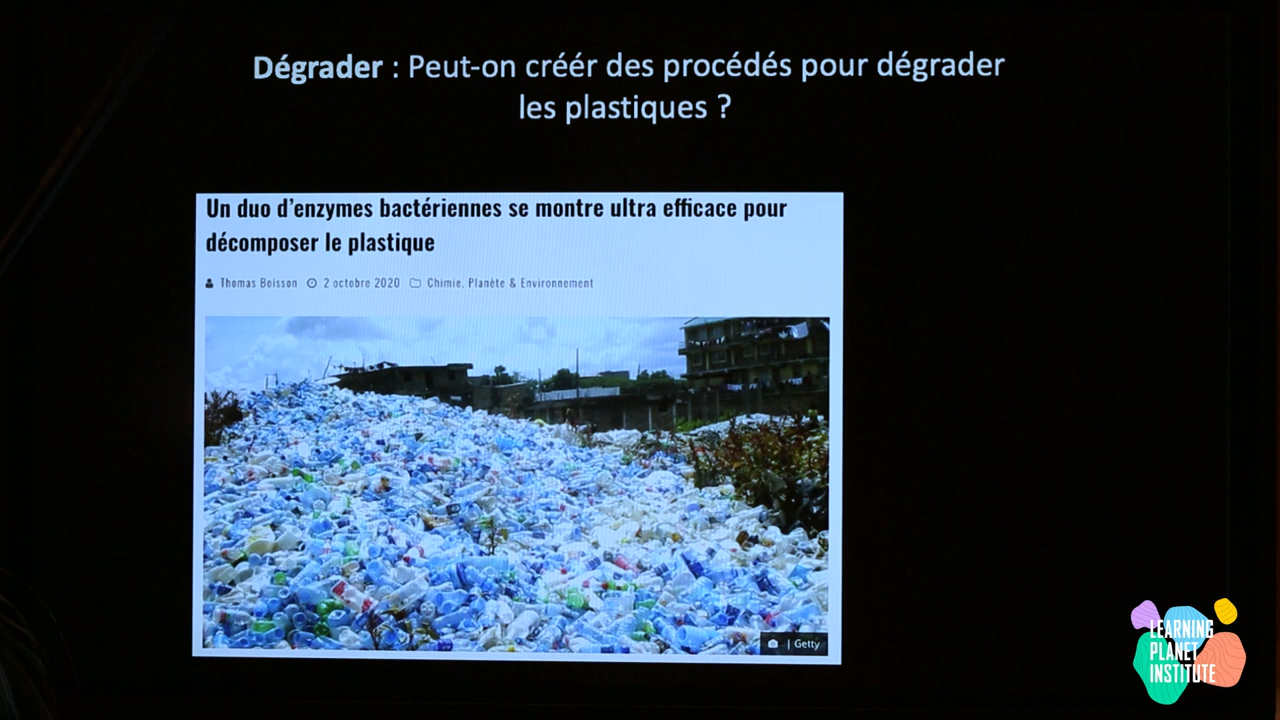 Dégrader : Peut-on créér des procédés pour dégrader
les plastiques ?
Un duo d'enzymes bactériennes se montre ultra efficace pour
décomposer le plastique
Thomas Boisson 2 octobre 2020 Chimie, Planète & Environnement
| Getty
LEARNING
PLANET
INSTITUTE